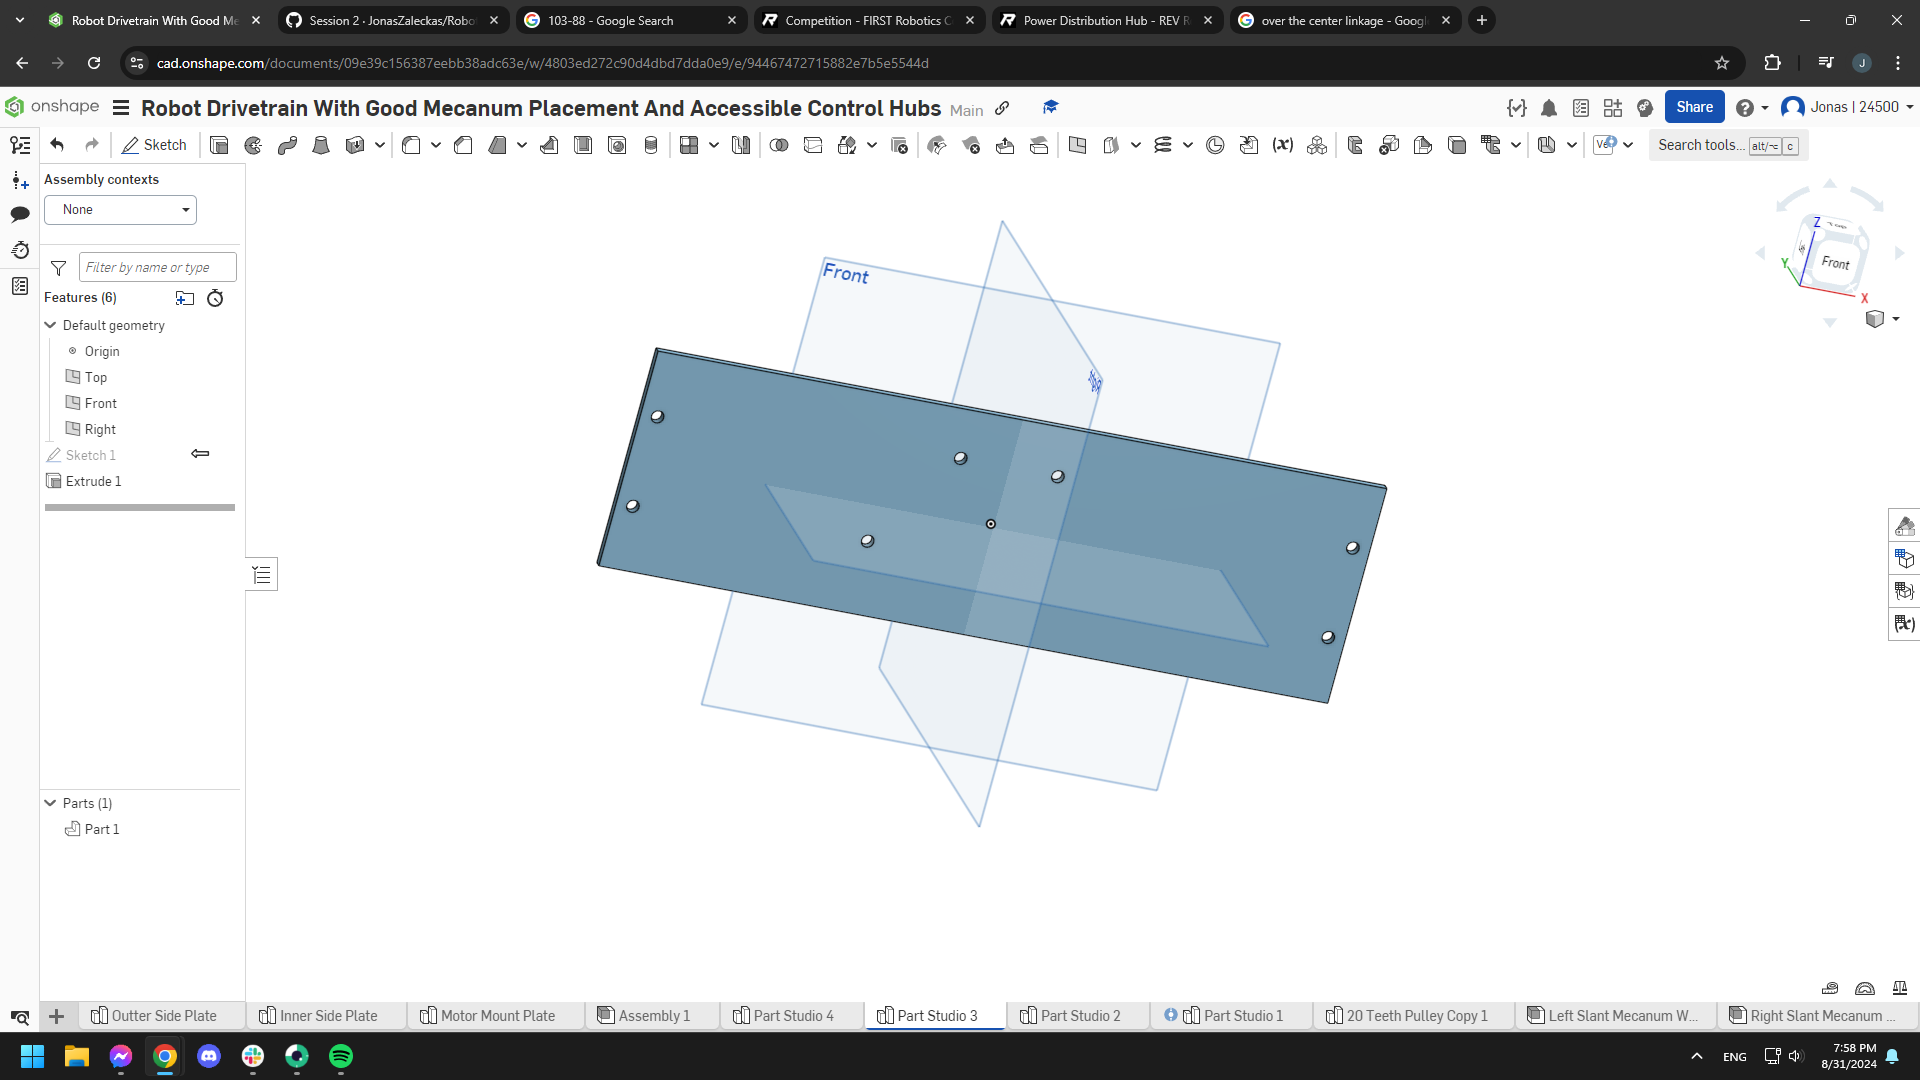 Robot Drivetrain With Good Me
Session 2 · JonasZaleckas/Robo
103-88 - Google Search
Competition - FIRST Robotics C
Power Distribution Hub - REV R
over the center linkage - Googl
cad.onshape.com/documents/09e39c156387eebb38adc63e/w/4803ed272c90d4dbd7dda0e9/e/94467472715882e7b5e5544d
J
onshape
Robot Drivetrain With Good Mecanum Placement And Accessible Control Hubs Main
Share
Jonas | 24500
Sketch
Search tools... alt/⌥ c
Assembly contexts
None
Filter by name or type
Features (6)
Default geometry
Origin
Top
Front
Right
Sketch 1
Extrude 1
Parts (1)
Part 1
Front
Z
Front
Y
X
Outter Side Plate
Inner Side Plate
Motor Mount Plate
Assembly 1
Part Studio 4
Part Studio 3
Part Studio 2
Part Studio 1
20 Teeth Pulley Copy 1
Left Slant Mecanum W...
Right Slant Mecanum ...
ENG
7:58 PM
8/31/2024